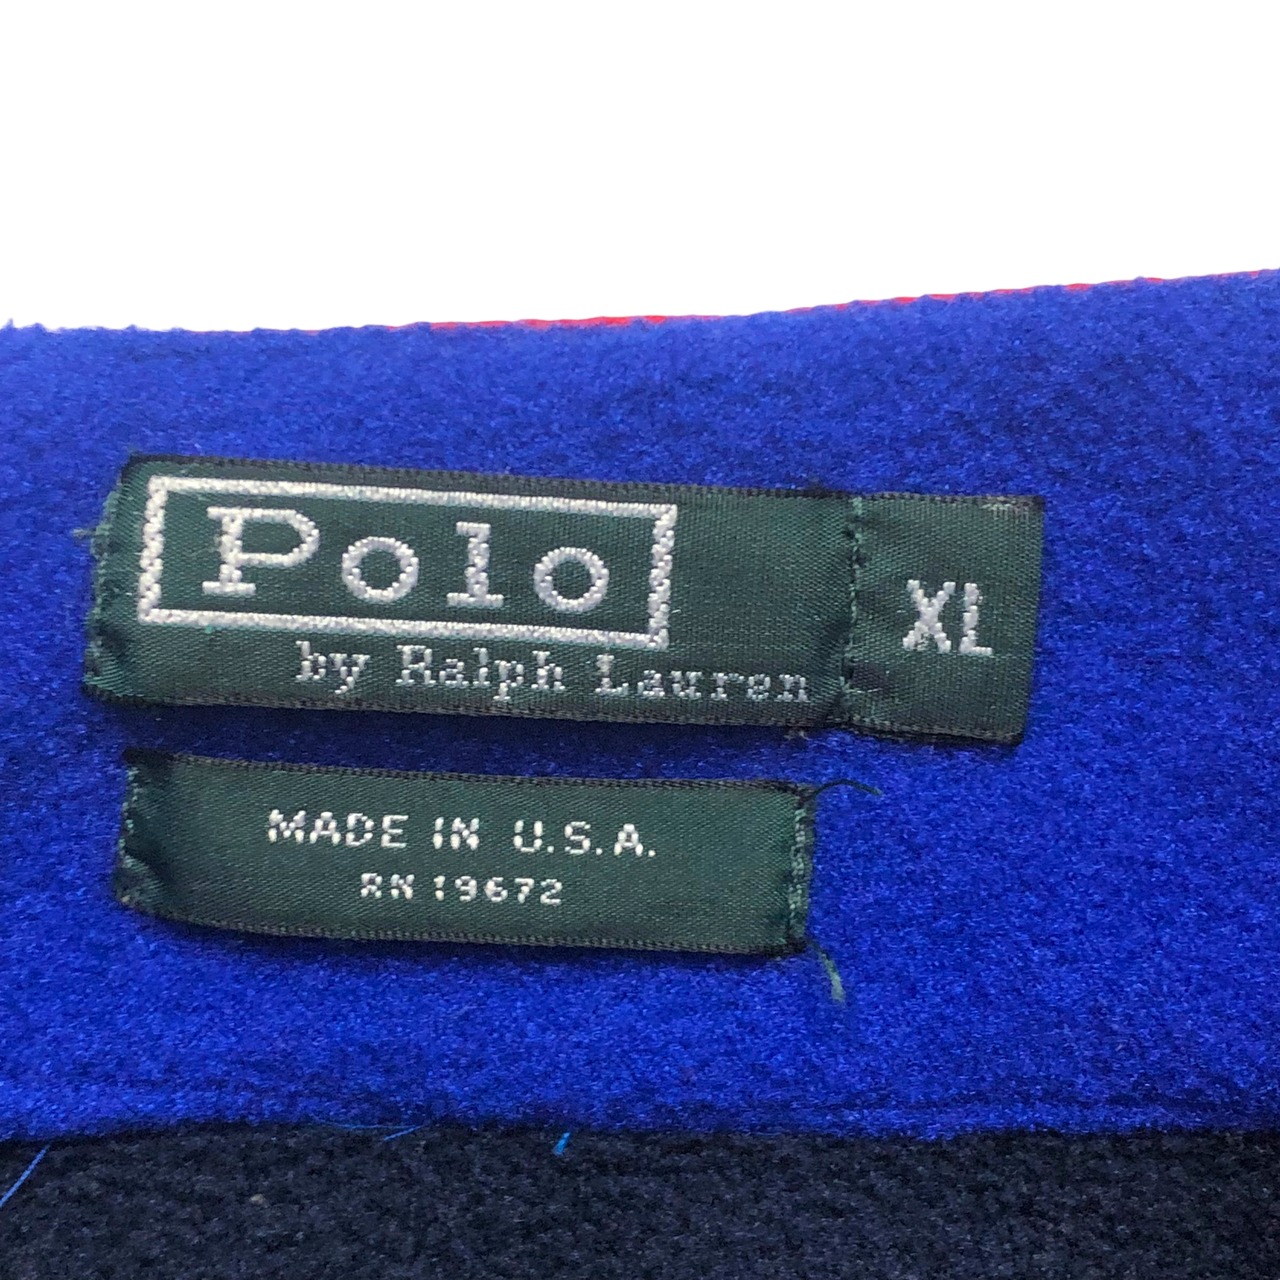 Polo
by Ralph Lauren
XL
MADE IN U.S.A.
RN 19672